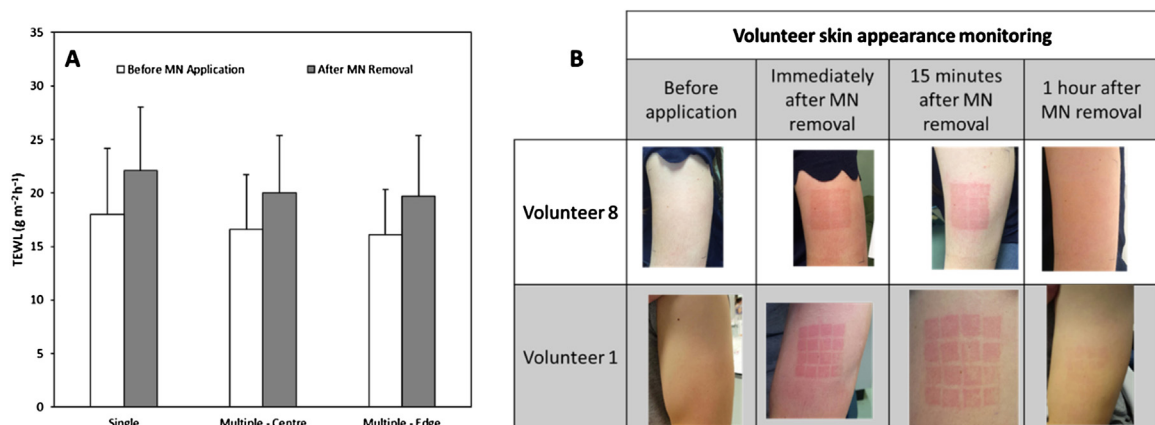 A
Before MN Application
After MN Removal
TEWL (g m⁻²h⁻¹)
35
30
25
20
15
10
5
0
Single
Multiple - Centre
Multiple - Edge
B
Volunteer skin appearance monitoring
Before
application
Immediately
after MN
removal
15 minutes
after MN
removal
1 hour after
MN removal
Volunteer 8
Volunteer 1